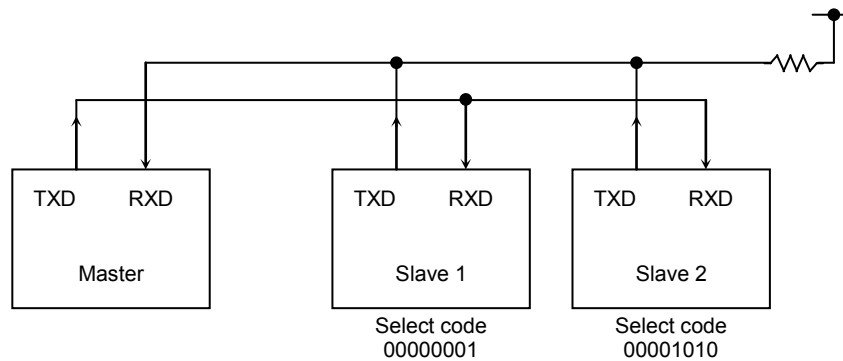 TXD RXD
TXD RXD
TXD RXD
Master
Slave 1
Slave 2
Select code
00000001
Select code
00001010